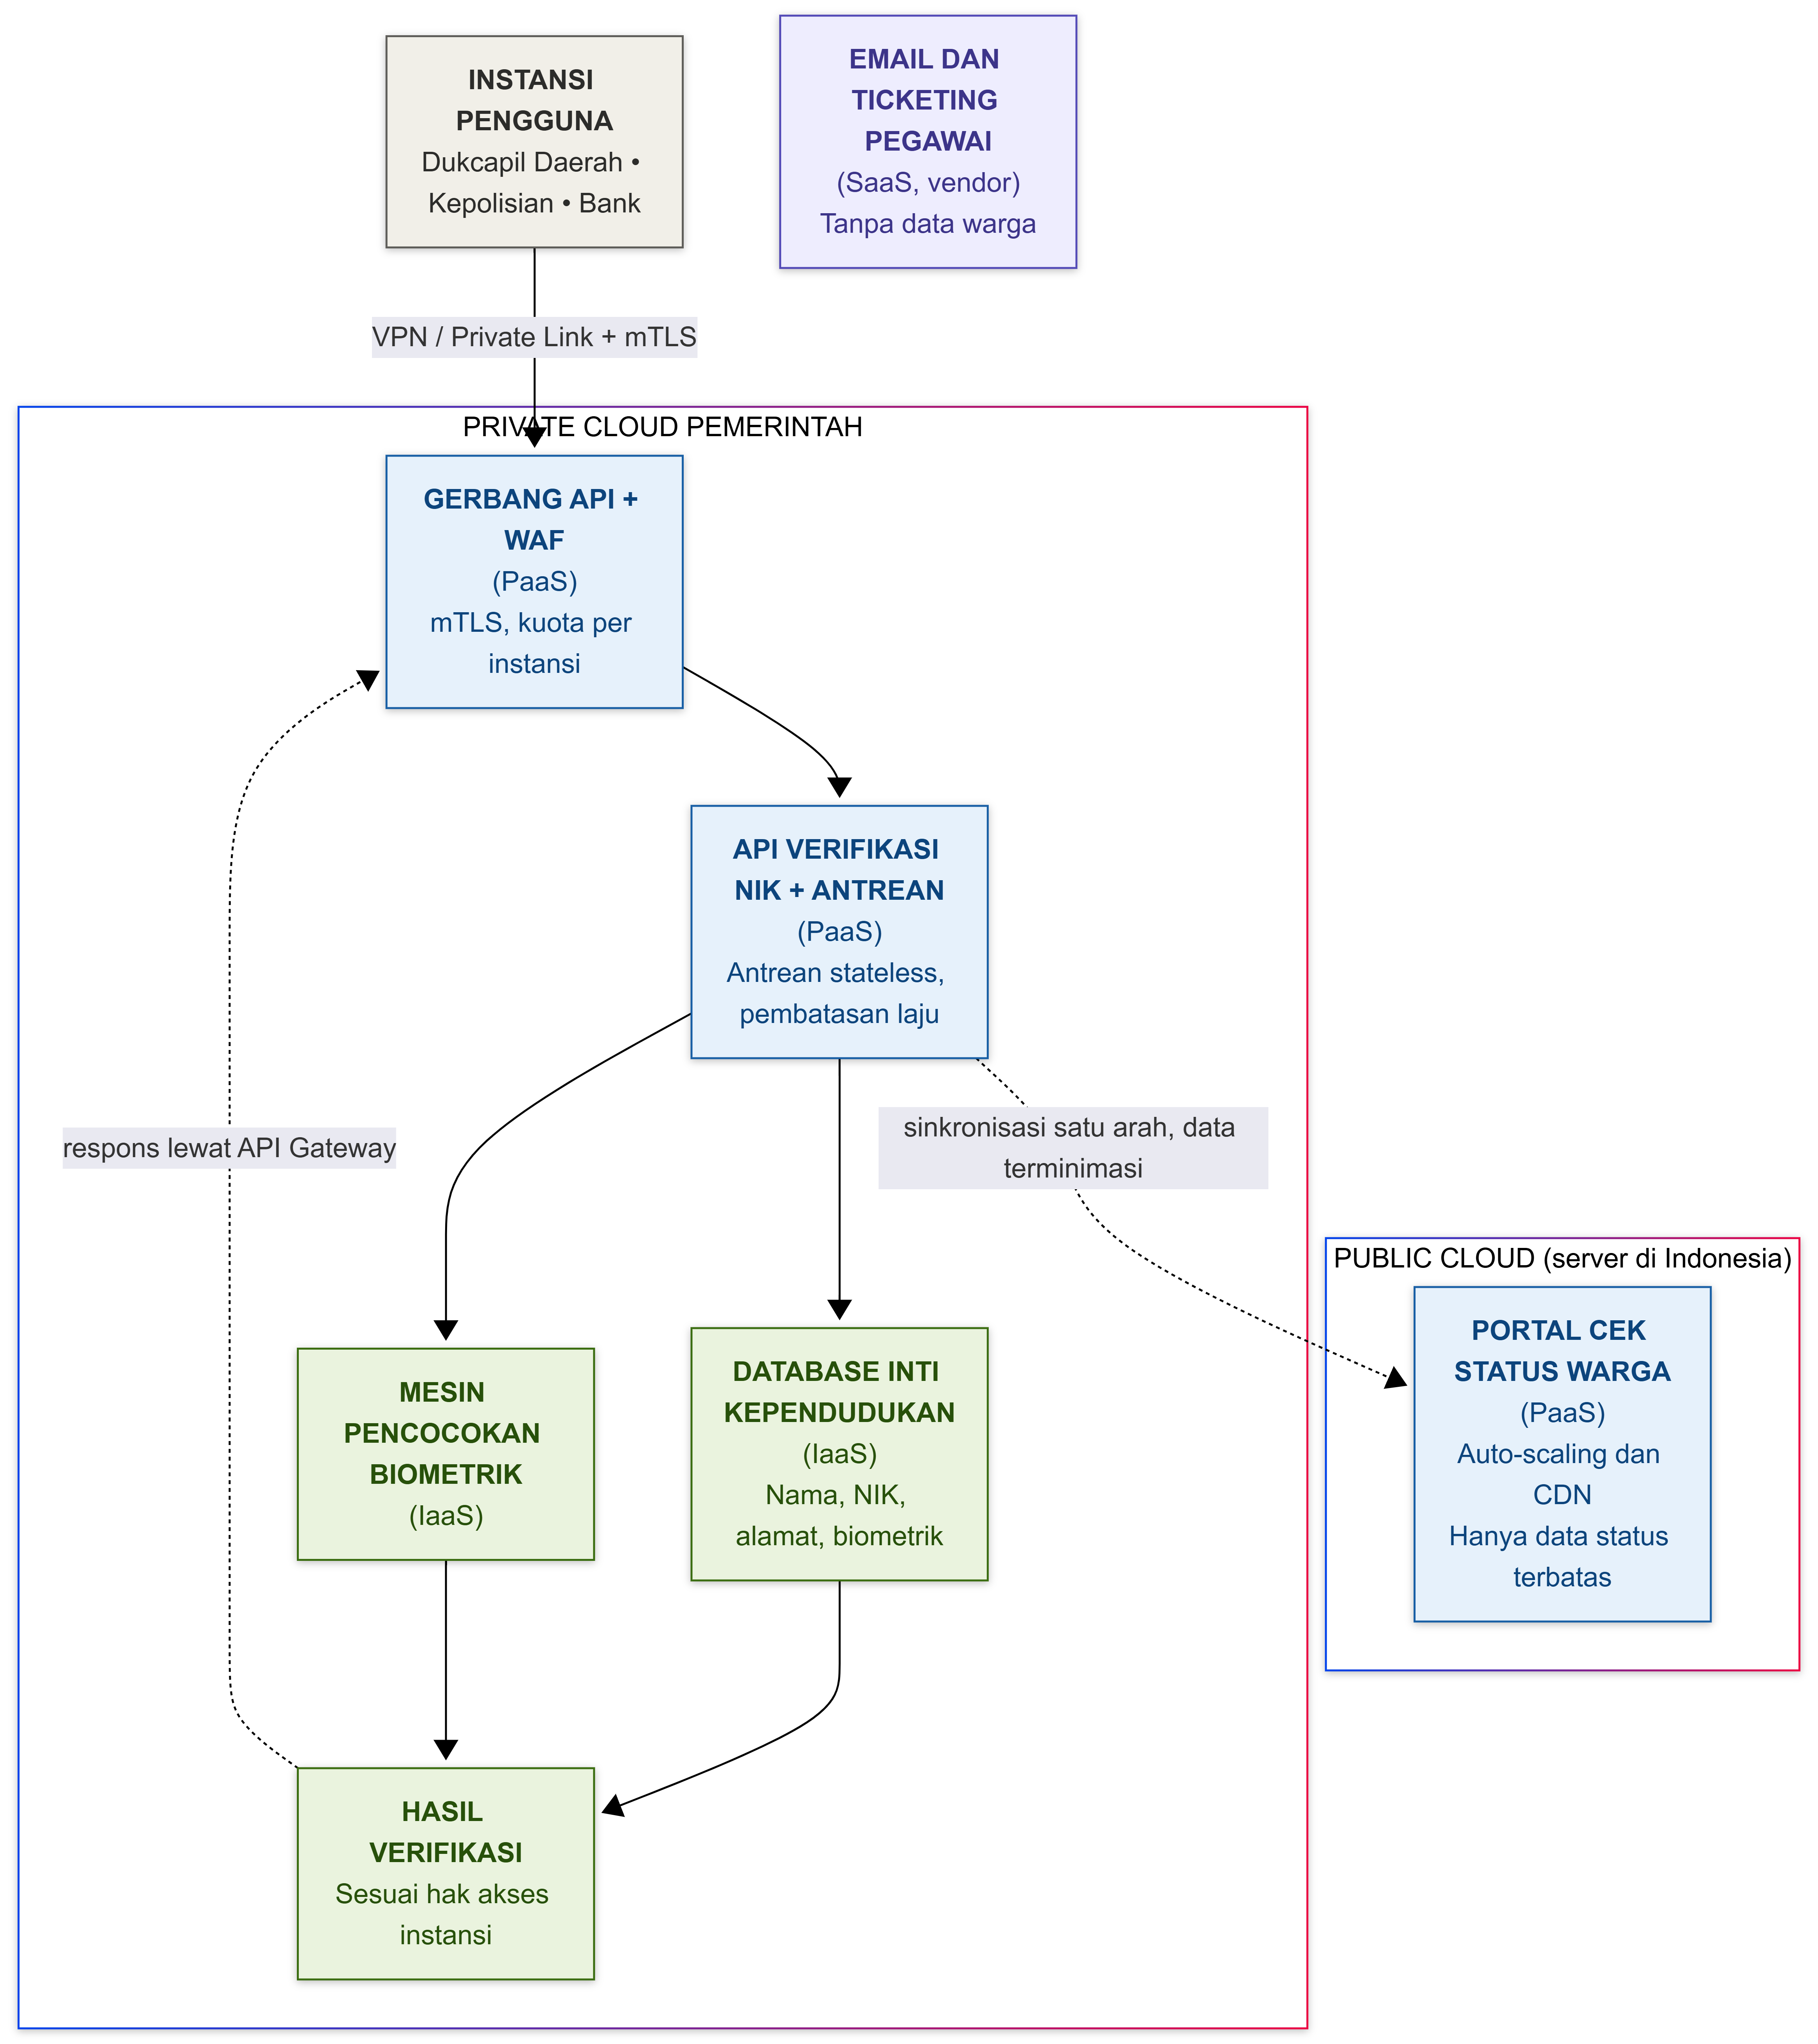 INSTANSI
PENGGUNA
Dukcapil Daerah •
Kepolisian • Bank
EMAIL DAN
TICKETING
PEGAWAI
(SaaS, vendor)
Tanpa data warga
VPN / Private Link + mTLS
PRIVATE CLOUD PEMERINTAH
GERBANG API +
WAF
(PaaS)
mTLS, kuota per
instansi
API VERIFIKASI
NIK + ANTREAN
(PaaS)
Antrean stateless,
pembatasan laju
respons lewat API Gateway
sinkronisasi satu arah, data
terminimasi
PUBLIC CLOUD (server di Indonesia)
PORTAL CEK
STATUS WARGA
(PaaS)
Auto-scaling dan
CDN
Hanya data status
terbatas
MESIN
PENCOCOKAN
BIOMETRIK
(IaaS)
DATABASE INTI
KEPENDUDUKAN
(IaaS)
Nama, NIK,
alamat, biometrik
HASIL
VERIFIKASI
Sesuai hak akses
instansi